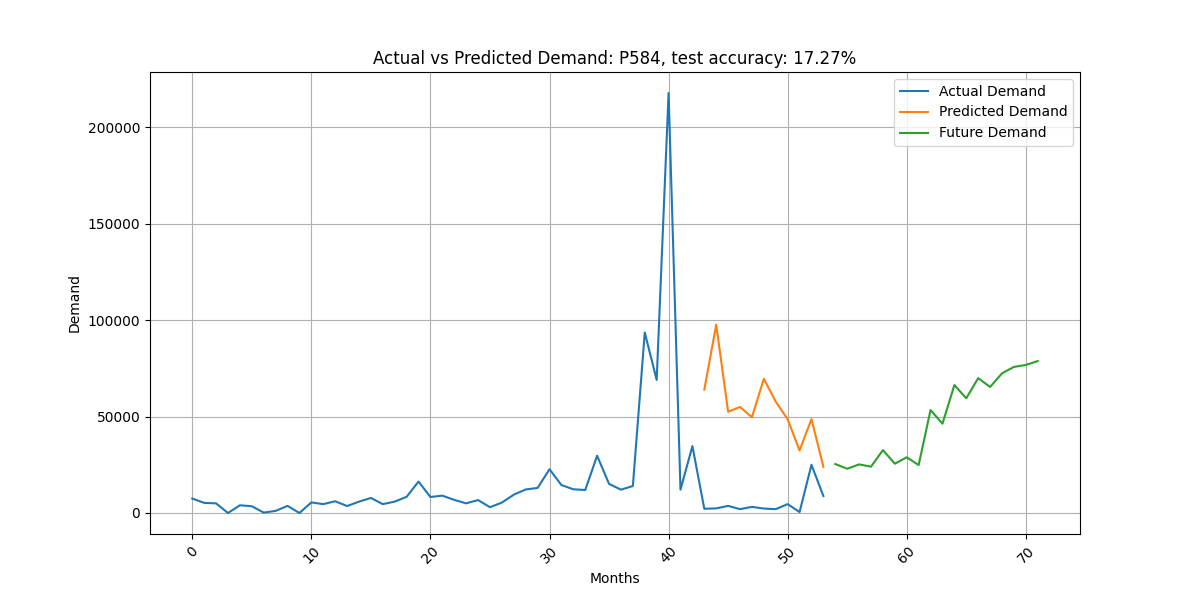 Actual vs Predicted Demand: P584, test accuracy: 17.27%
Actual Demand
Predicted Demand
Future Demand
200000
150000
100000
50000
0
Demand
0 10 20 30 40 50 60 70
Months